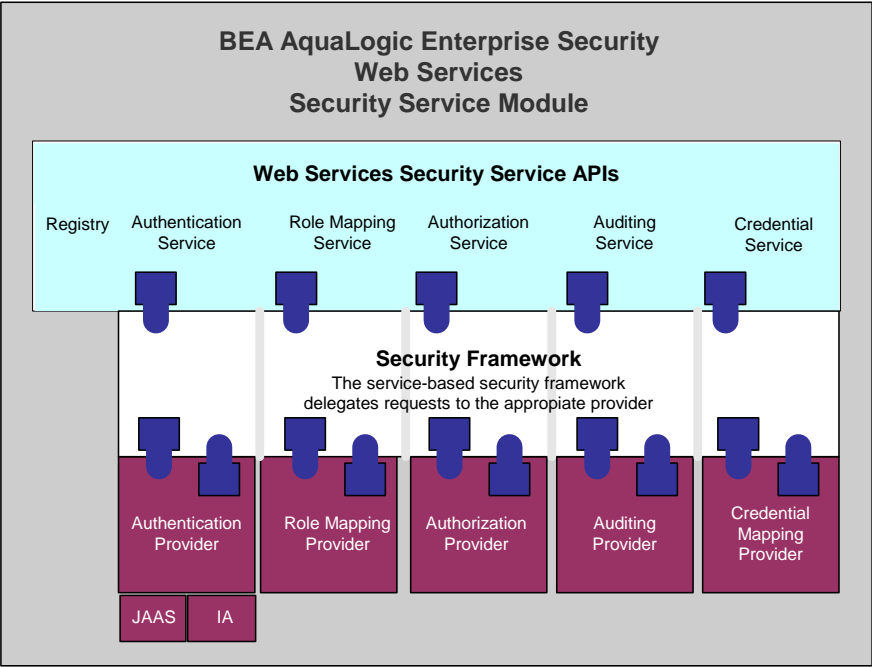 BEA AquaLogic Enterprise Security
Web Services
Security Service Module
Web Services Security Service APIs
Registry
Authentication
Service
Role Mapping
Service
Authorization
Service
Auditing
Service
Credential
Service
Security Framework
The service-based security framework
delegates requests to the appropiate provider
Authentication
Provider
Role Mapping
Provider
Authorization
Provider
Auditing
Provider
Credential
Mapping
Provider
JAAS
IA